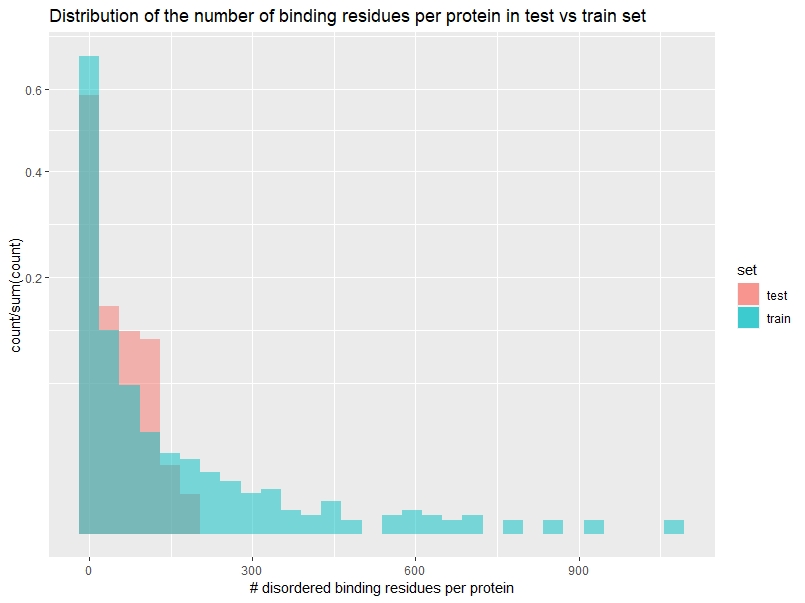 Distribution of the number of binding residues per protein in test vs train set
count/sum(count)
0.6
0.4
0.2
0
300
600
900
# disordered binding residues per protein
set
test
train